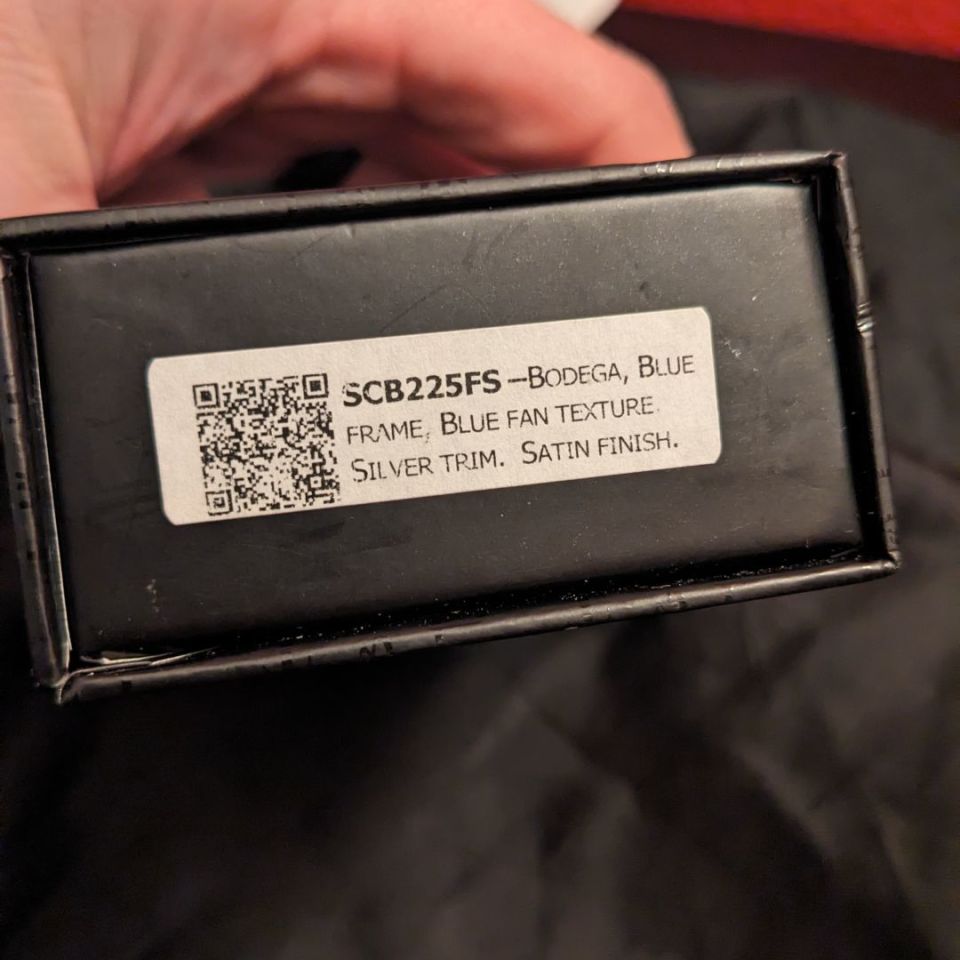 SCB225FS –BODEGA, BLUE
FRAME, BLUE FAN TEXTURE.
SILVER TRIM. SATIN FINISH.